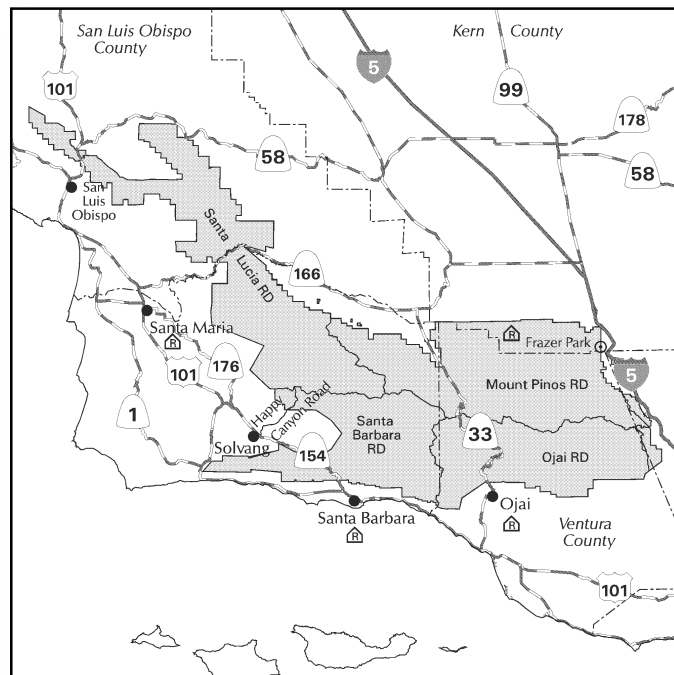 San Luis Obispo
County
Kern County
5
101
99
178
58
58
San
Luis
Obispo
Santa
Lucia RD
166
Santa Maria
R
R
Frazer Park
5
176
101
Mount Pinos RD
1
Happy
Canyon Road
Santa
Barbara
RD
33
Solvang
154
Ojai RD
Ojai
R
Santa Barbara
R
Ventura
County
101